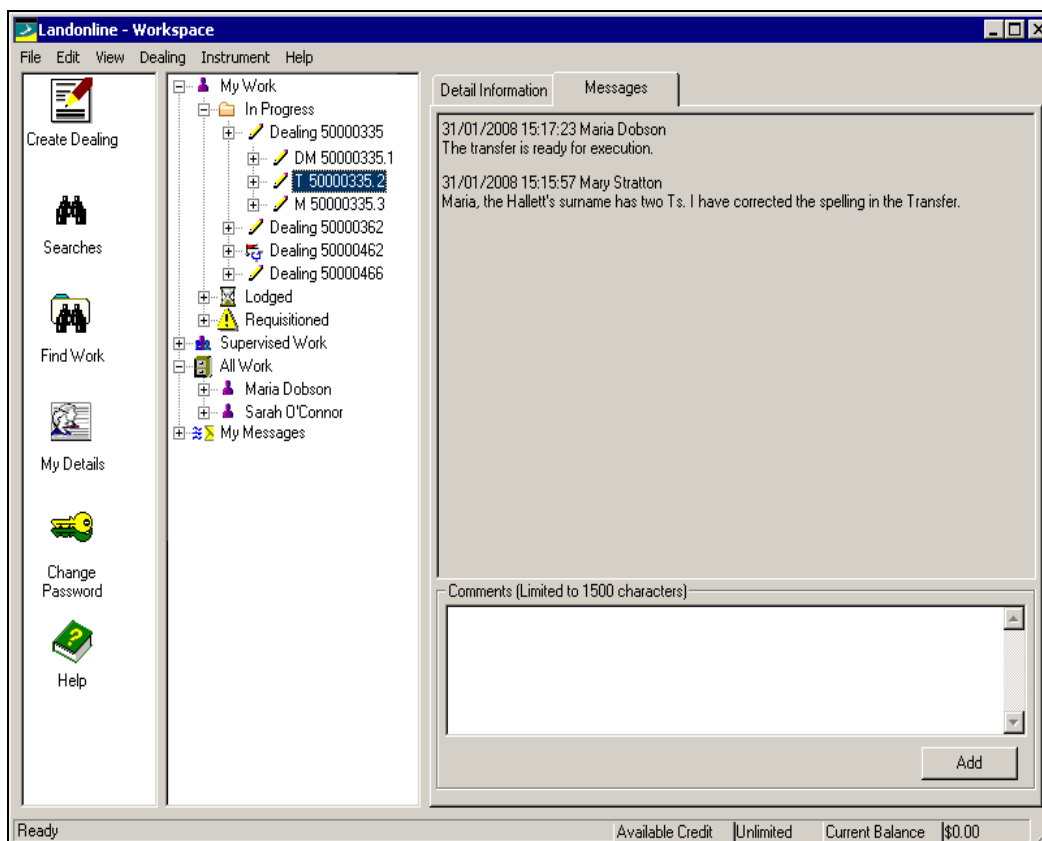 Landonline - Workspace
File Edit View Dealing Instrument Help
Create Dealing
Searches
Find Work
My Details
Change
Password
Help
My Work
In Progress
Dealing 50000335
DM 50000335.1
T 50000335.2
M 50000335.3
Dealing 50000362
Dealing 50000462
Dealing 50000466
Lodged
Requisitioned
Supervised Work
All Work
Maria Dobson
Sarah O'Connor
My Messages
Detail Information Messages
31/01/2008 15:17:23 Maria Dobson
The transfer is ready for execution.
31/01/2008 15:15:57 Mary Stratton
Maria, the Hallett's surname has two Ts. I have corrected the spelling in the Transfer.
Comments (Limited to 1500 characters)
Add
Ready Available Credit Unlimited Current Balance $0.00